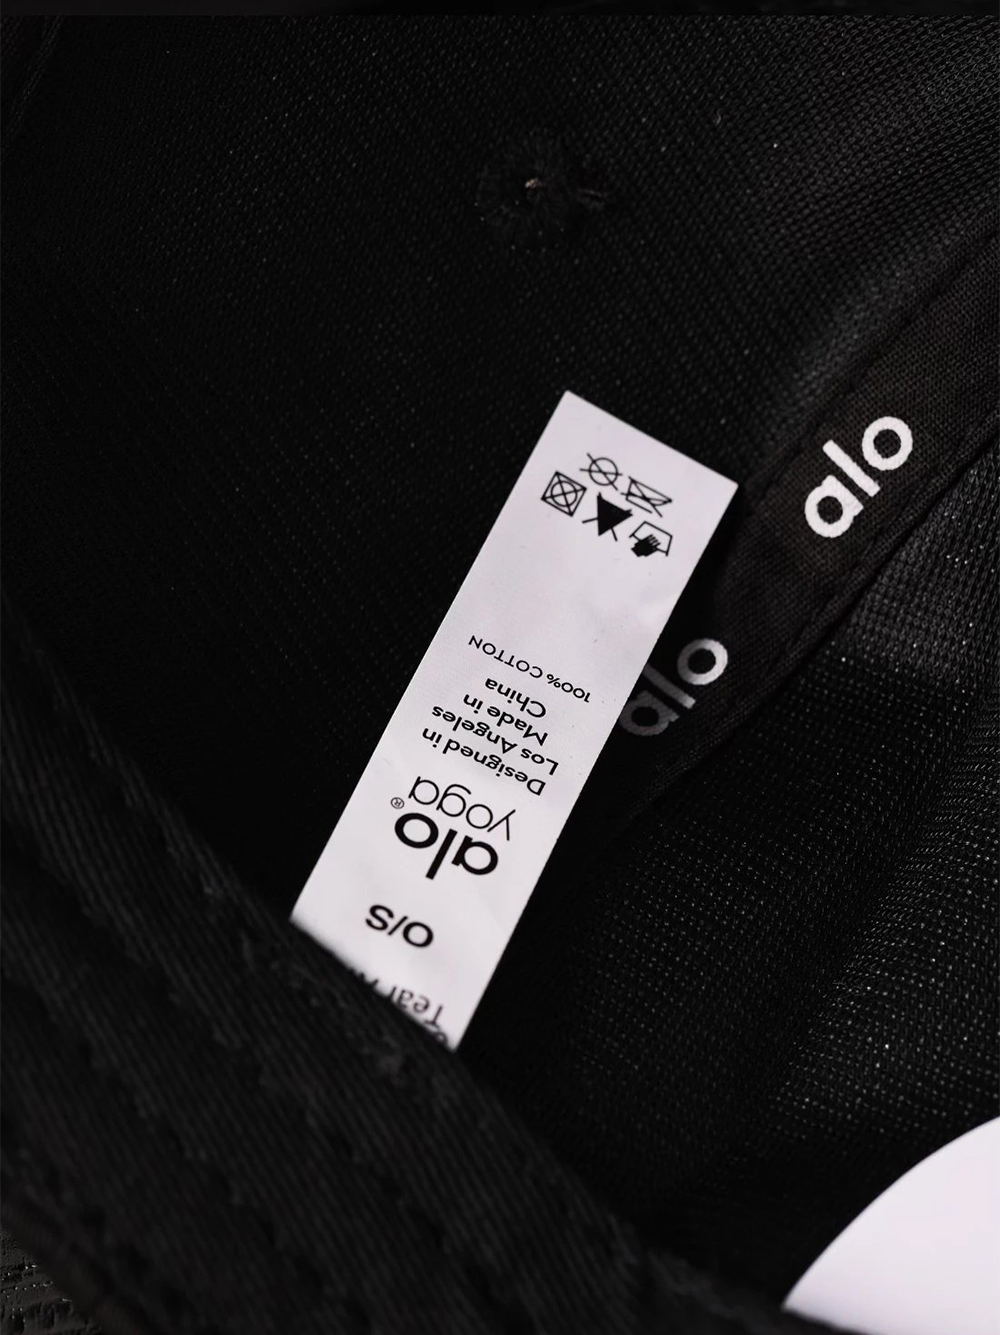 O/S
alo
yoga®
Designed in
Los Angeles
Made in
China
100% COTTON
alo
alo